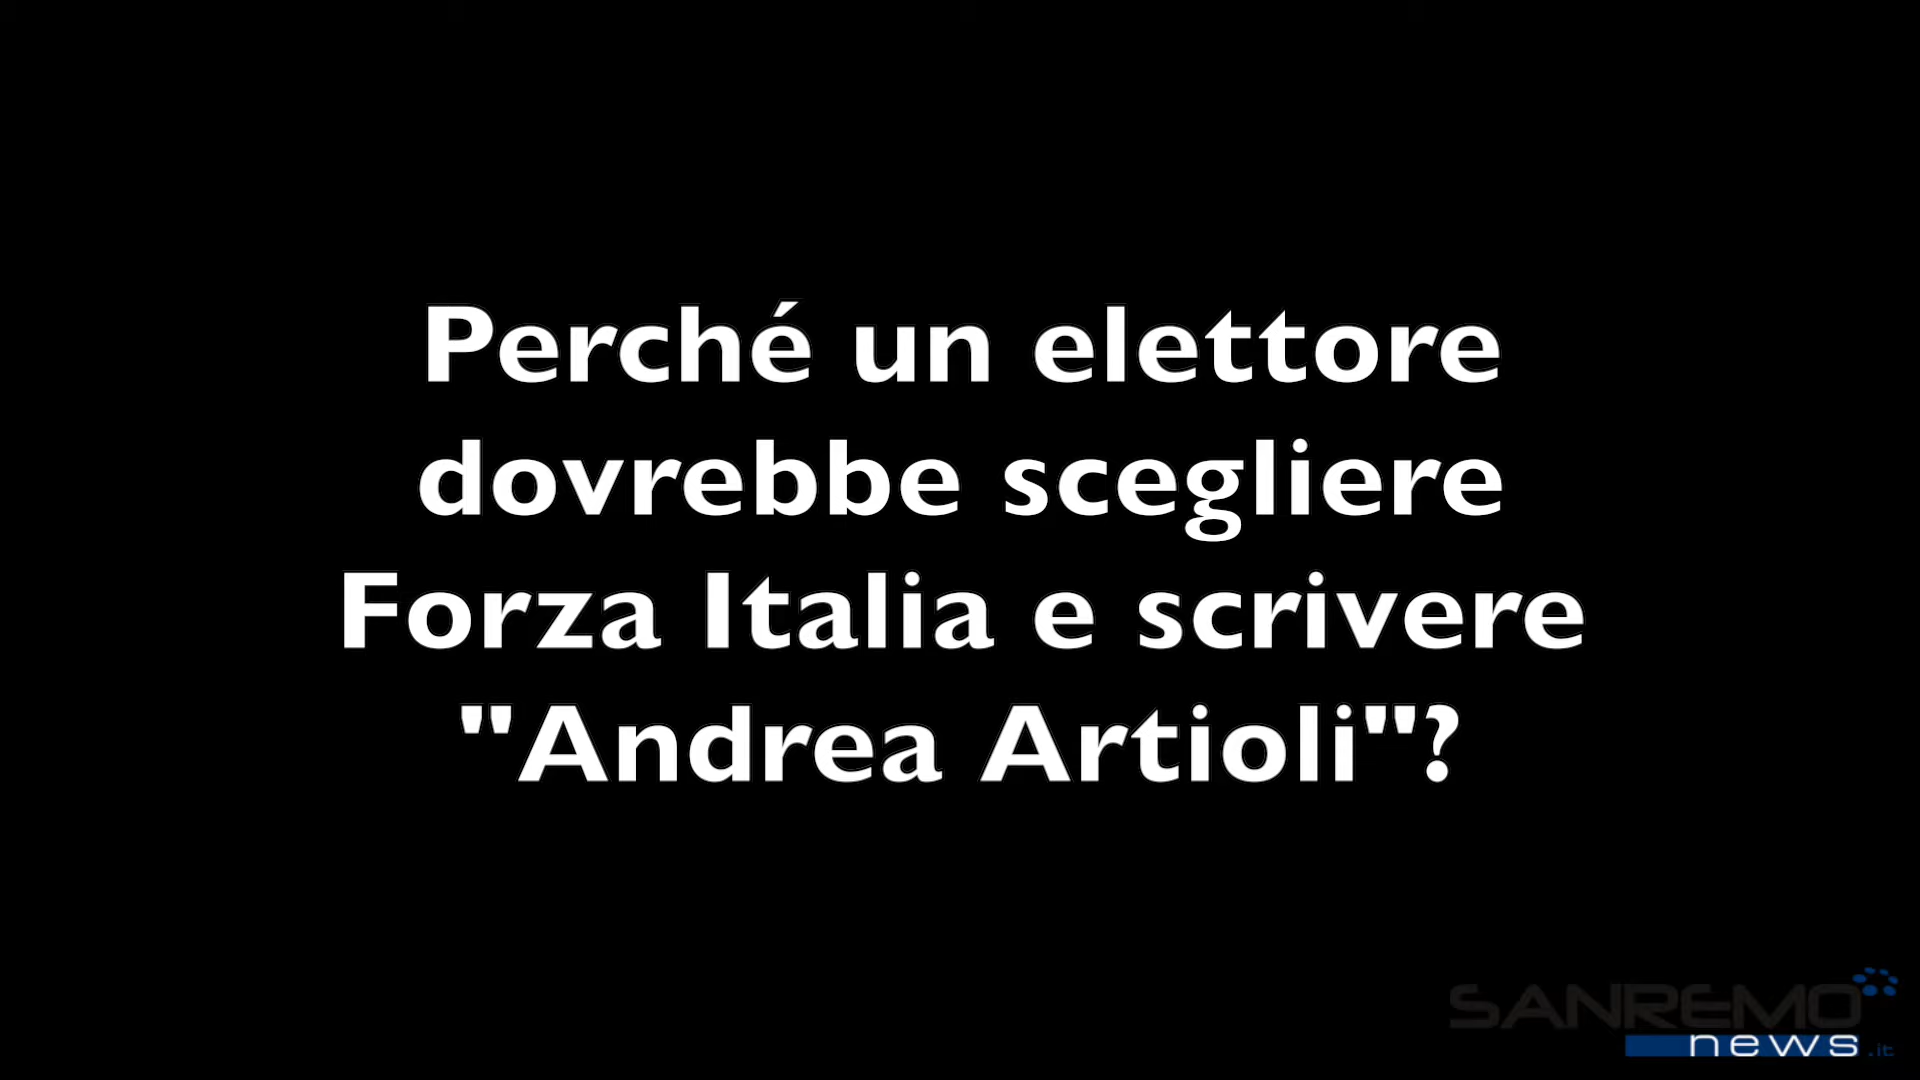 Perché un elettore
dovrebbe scegliere
Forza Italia e scrivere
"Andrea Artioli"?
SANREMO
news.it